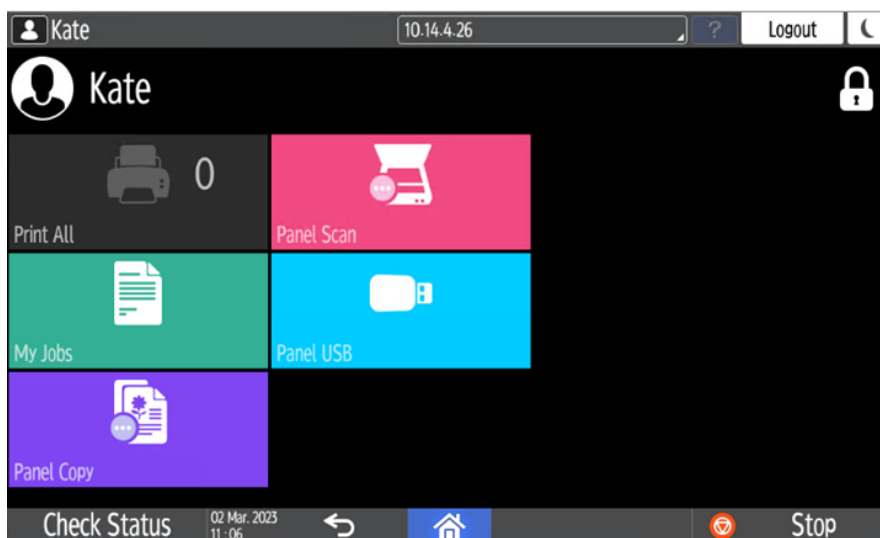 Kate
10.14.4.26
?
Logout
Kate
0
Print All
Panel Scan
My Jobs
Panel USB
Panel Copy
Check Status
02 Mar. 2023
11 : 06
Stop